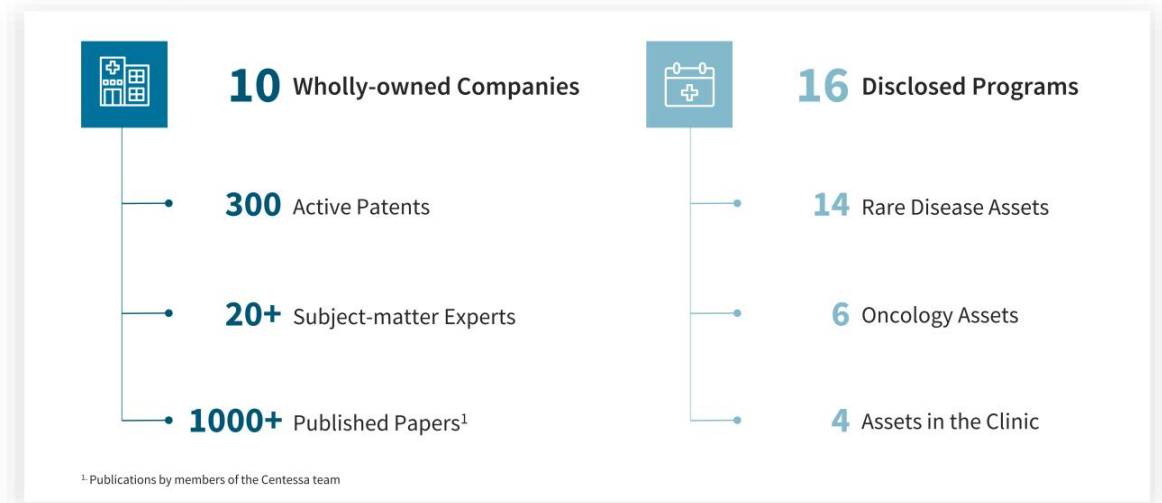 10 Wholly-owned Companies
300 Active Patents
20+ Subject-matter Experts
1000+ Published Papers1
16 Disclosed Programs
14 Rare Disease Assets
6 Oncology Assets
4 Assets in the Clinic
1. Publications by members of the Centessa team